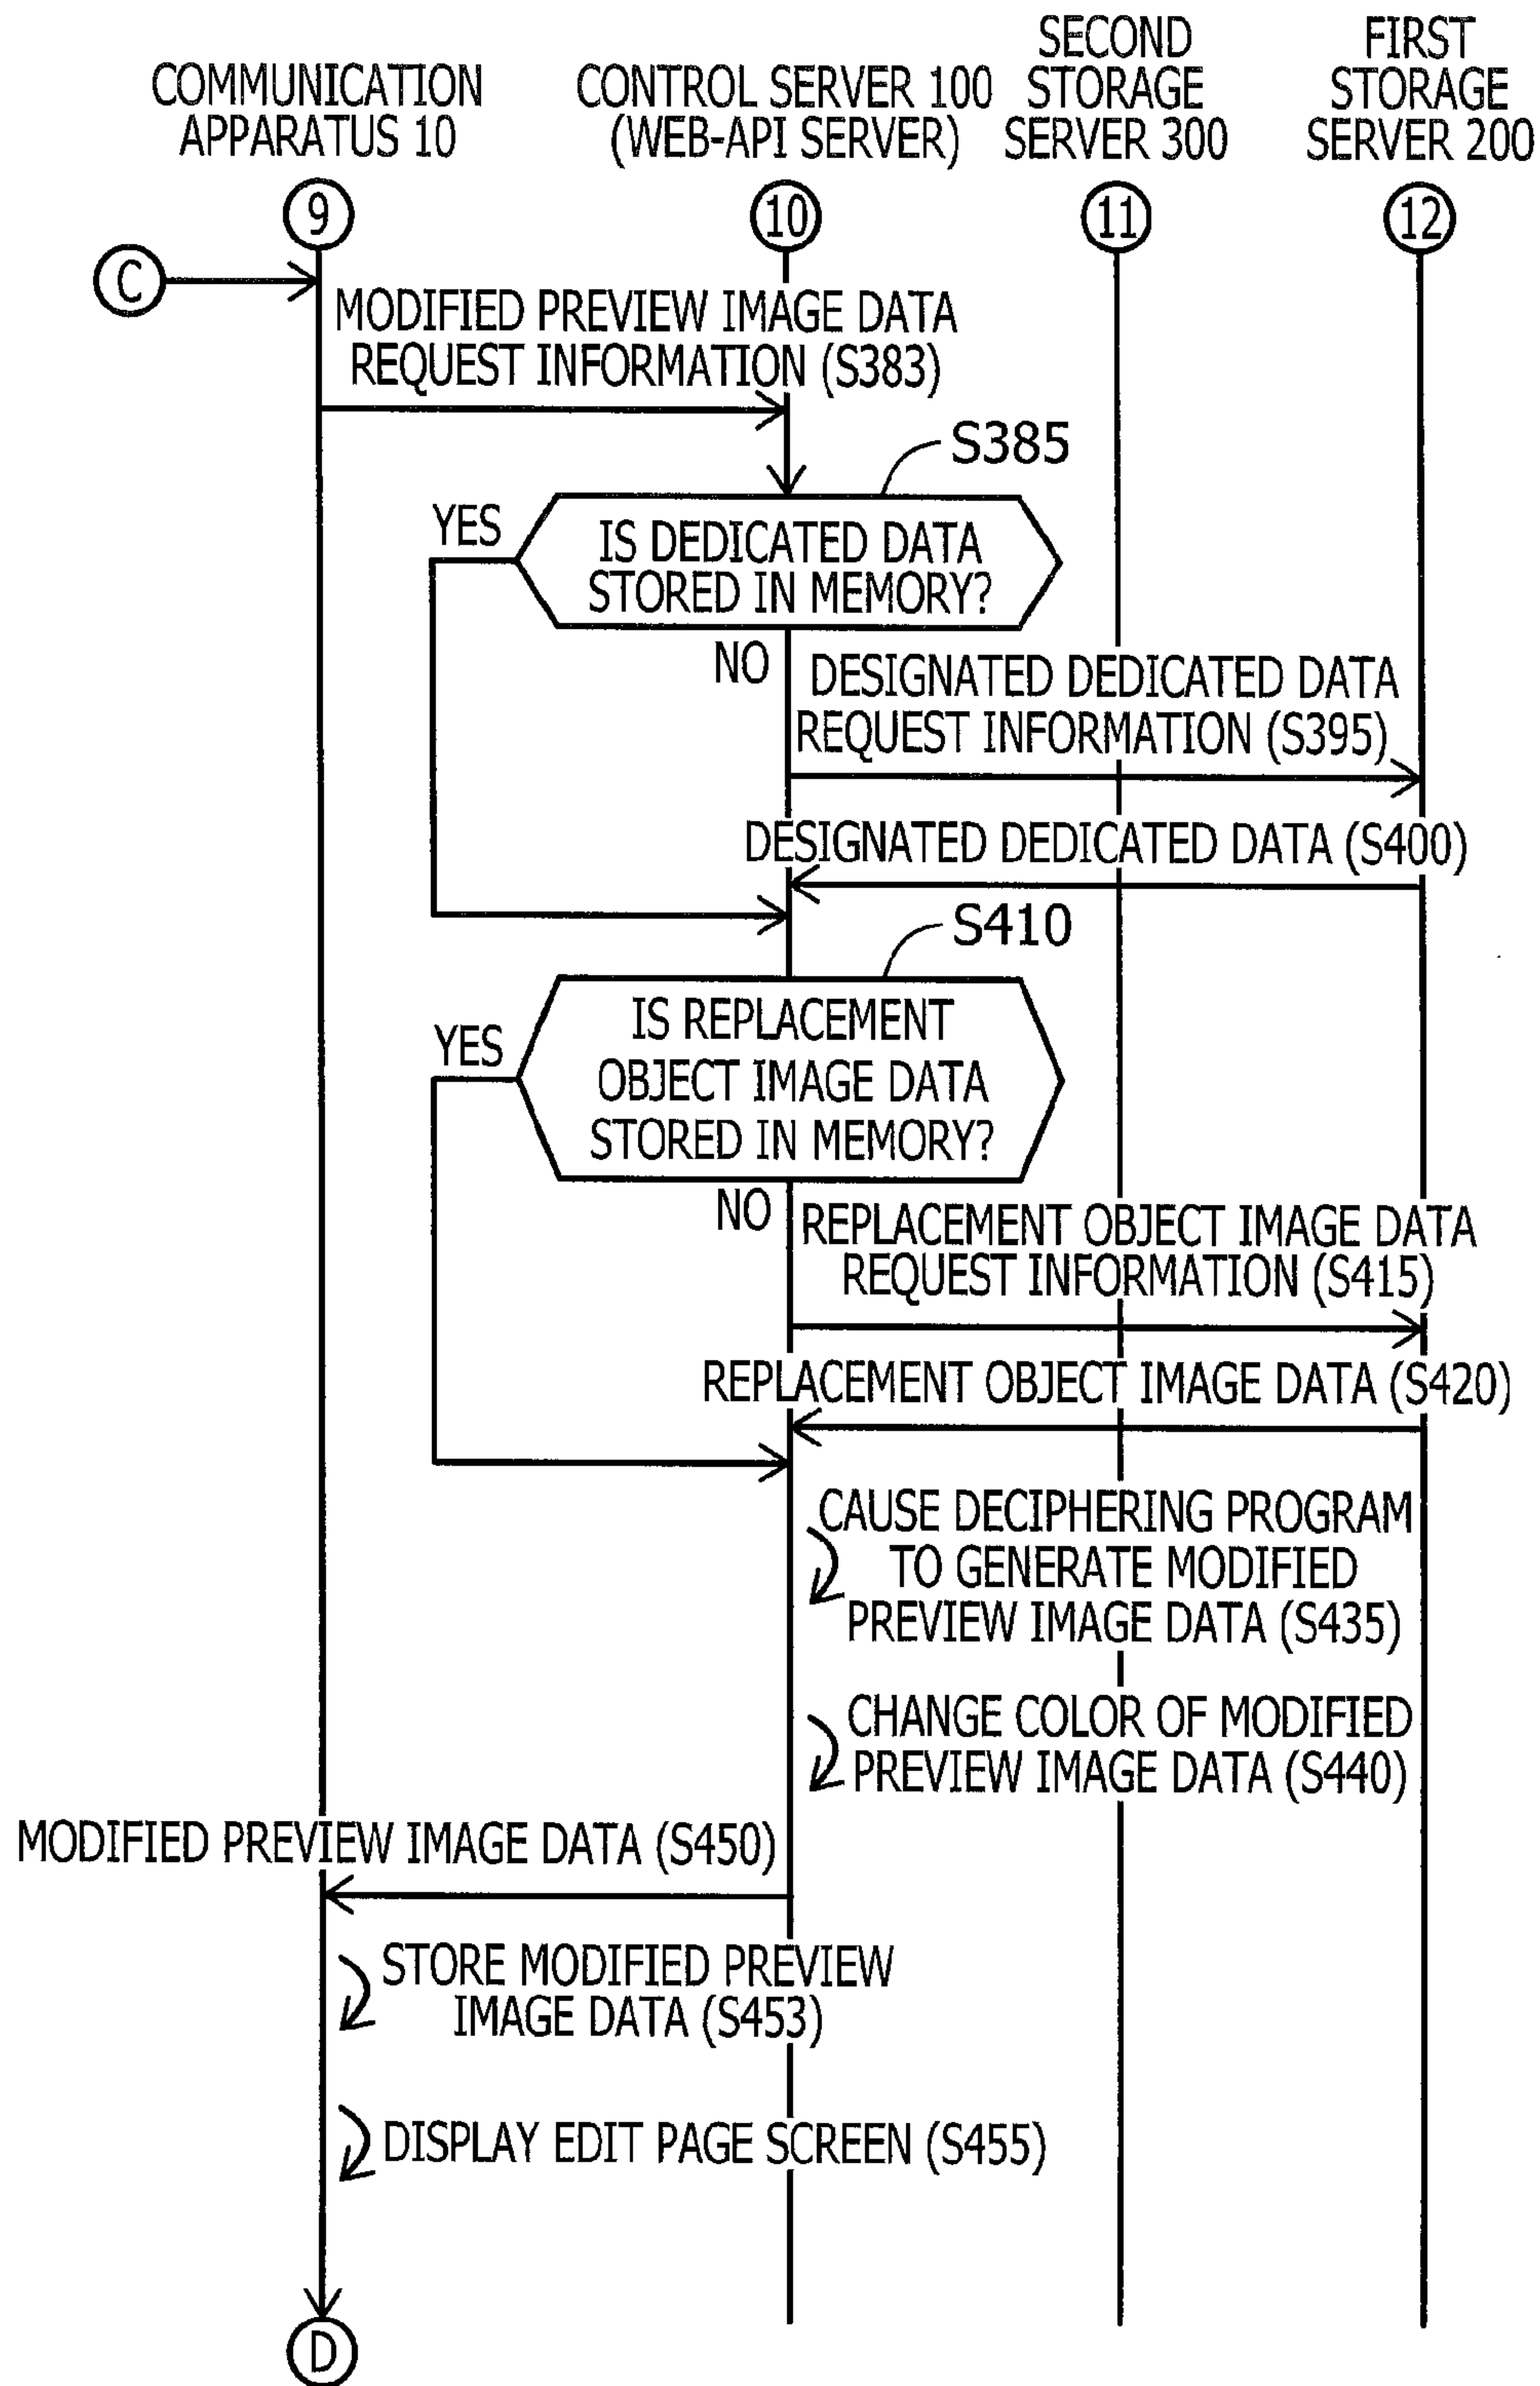 COMMUNICATION
APPARATUS 10
CONTROL SERVER 100
(WEB-API SERVER)
SECOND
STORAGE
SERVER 300
FIRST
STORAGE
SERVER 200
9
10
11
12
C
MODIFIED PREVIEW IMAGE DATA
REQUEST INFORMATION (S383)
S385
YES
IS DEDICATED DATA
STORED IN MEMORY?
NO
DESIGNATED DEDICATED DATA
REQUEST INFORMATION (S395)
DESIGNATED DEDICATED DATA (S400)
S410
YES
IS REPLACEMENT
OBJECT IMAGE DATA
STORED IN MEMORY?
NO
REPLACEMENT OBJECT IMAGE DATA
REQUEST INFORMATION (S415)
REPLACEMENT OBJECT IMAGE DATA (S420)
CAUSE DECIPHERING PROGRAM
TO GENERATE MODIFIED
PREVIEW IMAGE DATA (S435)
CHANGE COLOR OF MODIFIED
PREVIEW IMAGE DATA (S440)
MODIFIED PREVIEW IMAGE DATA (S450)
STORE MODIFIED PREVIEW
IMAGE DATA (S453)
DISPLAY EDIT PAGE SCREEN (S455)
D